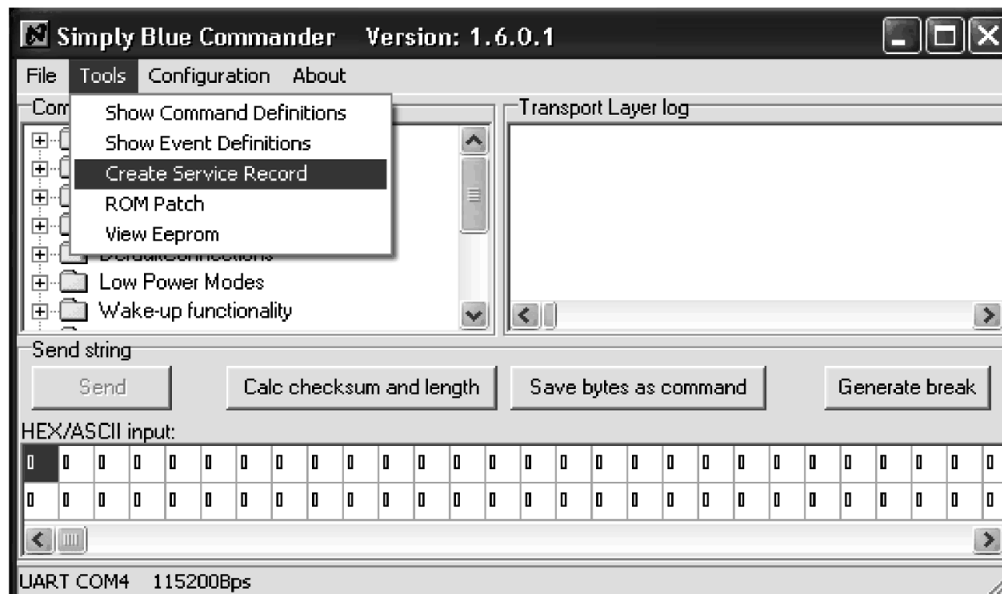 Simply Blue Commander Version: 1.6.0.1
File Tools Configuration About
Show Command Definitions
Show Event Definitions
Create Service Record
ROM Patch
View Eeprom
Low Power Modes
Wake-up functionality
Transport Layer log
Send string
Send Calc checksum and length Save bytes as command Generate break
HEX/ASCII input:
UART COM4 115200Bps